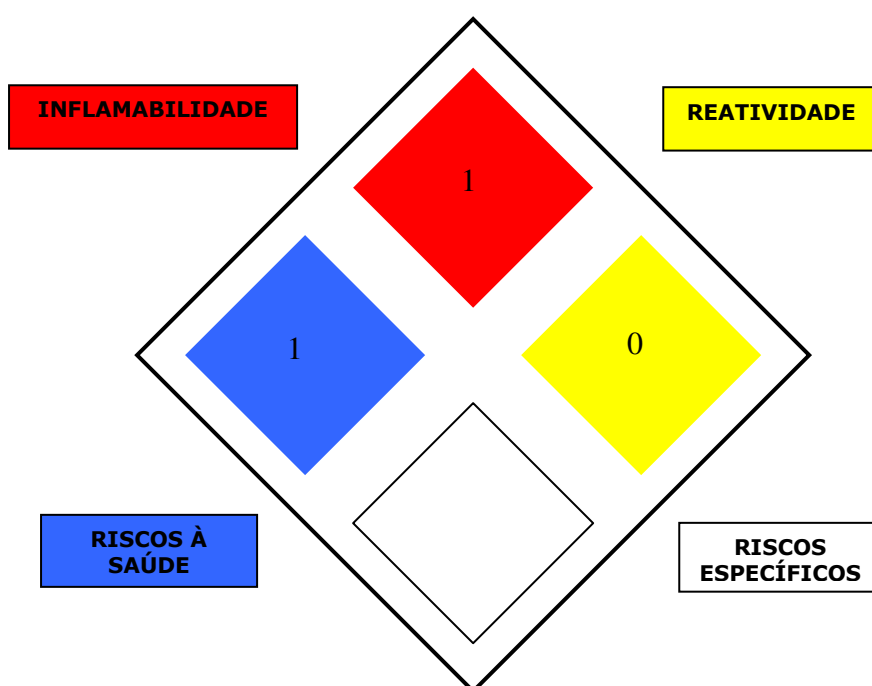 INFLAMABILIDADE
REATIVIDADE
1
1
0
RISCOS À
SAÚDE
RISCOS
ESPECÍFICOS